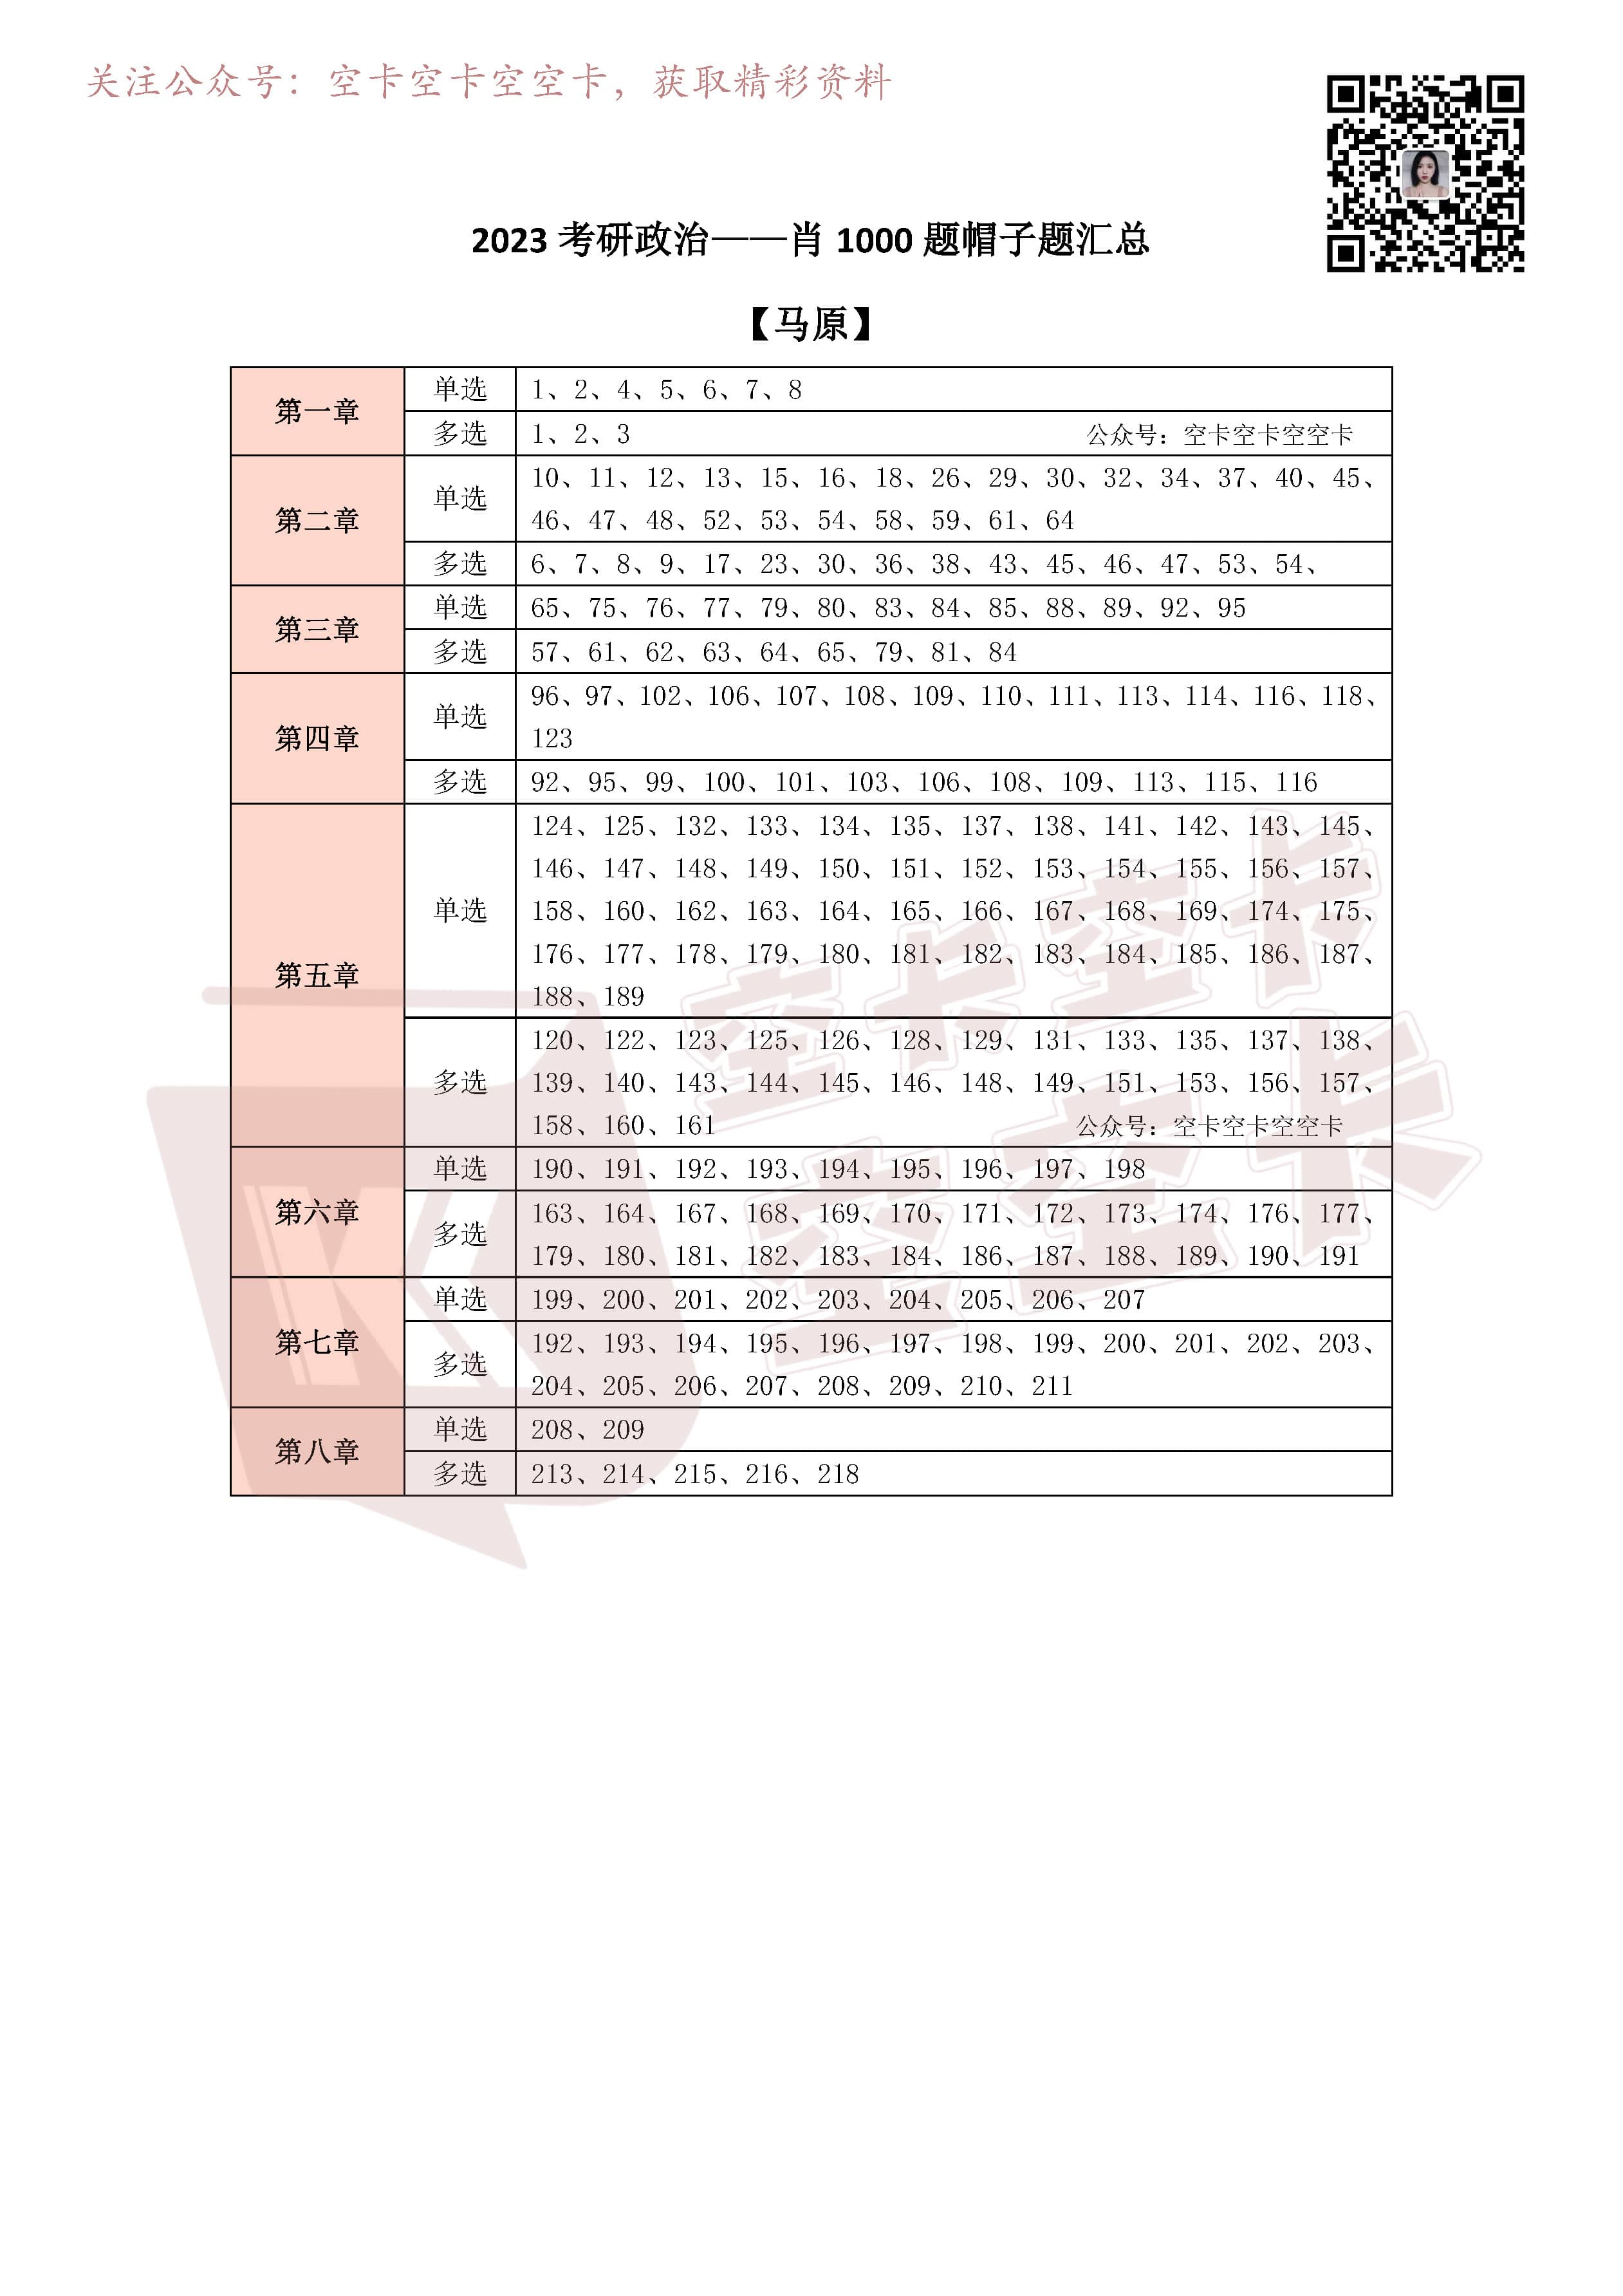 关注公众号：空卡空卡空空卡，获取精彩资料
2023 考研政治——肖 1000 题帽子题汇总
【马原】
第一章
单选
1、2、4、5、6、7、8
多选
1、2、3
公众号：空卡空卡空空卡
第二章
单选
10、11、12、13、15、16、18、26、29、30、32、34、37、40、45、
46、47、48、52、53、54、58、59、61、64
多选
6、7、8、9、17、23、30、36、38、43、45、46、47、53、54、
第三章
单选
65、75、76、77、79、80、83、84、85、88、89、92、95
多选
57、61、62、63、64、65、79、81、84
第四章
单选
96、97、102、106、107、108、109、110、111、113、114、116、118、
123
多选
92、95、99、100、101、103、106、108、109、113、115、116
第五章
单选
124、125、132、133、134、135、137、138、141、142、143、145、
146、147、148、149、150、151、152、153、154、155、156、157、
158、160、162、163、164、165、166、167、168、169、174、175、
176、177、178、179、180、181、182、183、184、185、186、187、
188、189
多选
120、122、123、125、126、128、129、131、133、135、137、138、
139、140、143、144、145、146、148、149、151、153、156、157、
158、160、161
公众号：空卡空卡空空卡
第六章
单选
190、191、192、193、194、195、196、197、198
多选
163、164、167、168、169、170、171、172、173、174、176、177、
179、180、181、182、183、184、186、187、188、189、190、191
第七章
单选
199、200、201、202、203、204、205、206、207
多选
192、193、194、195、196、197、198、199、200、201、202、203、
204、205、206、207、208、209、210、211
第八章
单选
208、209
多选
213、214、215、216、218
空卡空卡
空空卡